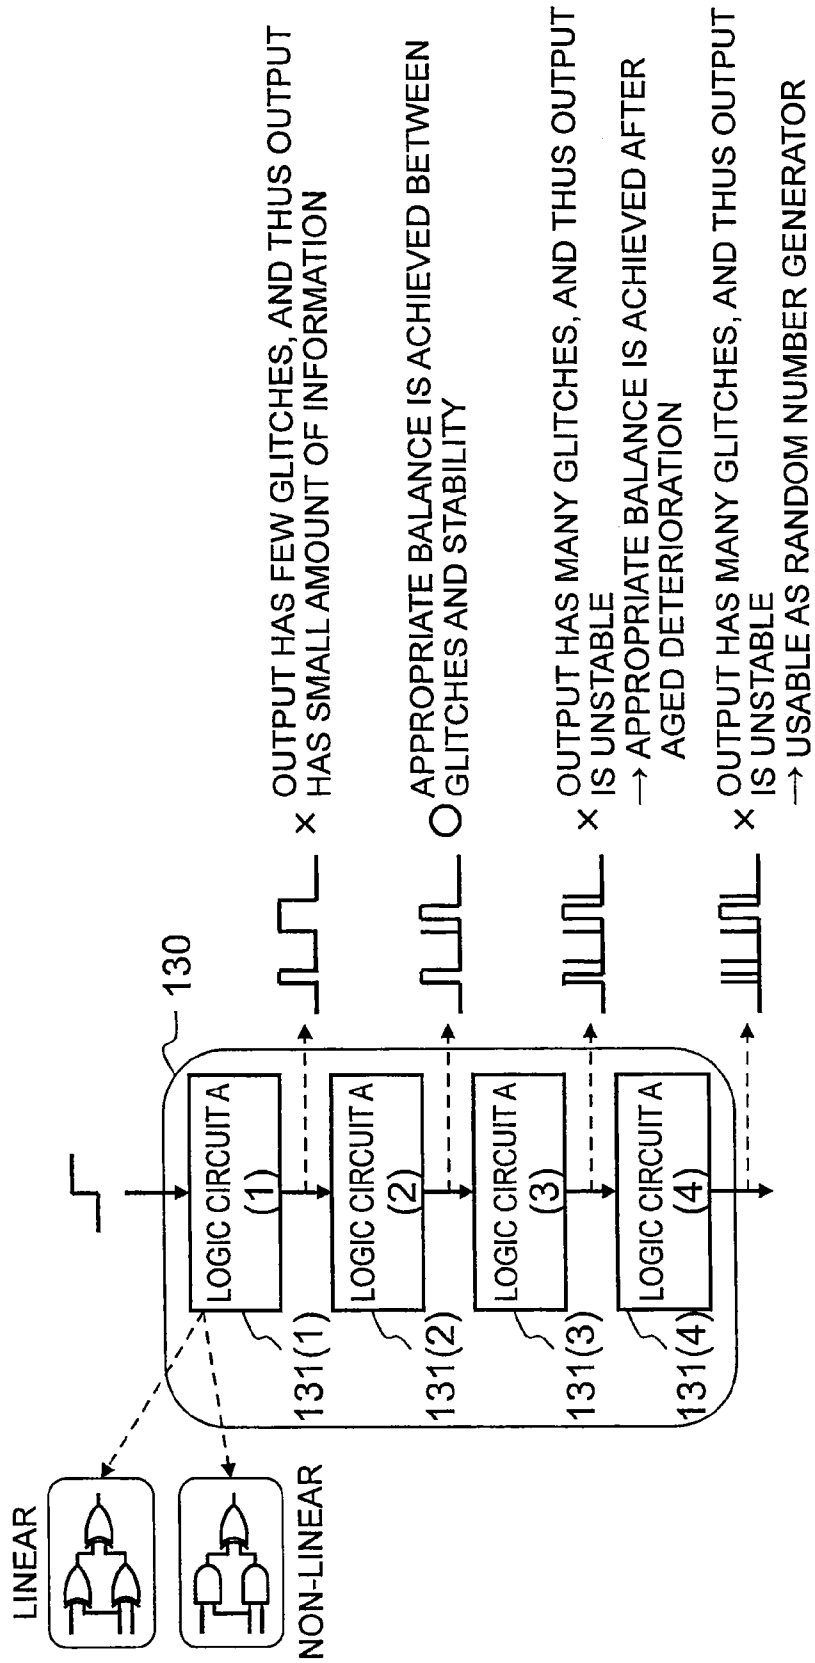 LINEAR
NON-LINEAR
130
LOGIC CIRCUIT A
(1)
LOGIC CIRCUIT A
(2)
LOGIC CIRCUIT A
(3)
LOGIC CIRCUIT A
(4)
131(1)
131(2)
131(3)
131(4)
× OUTPUT HAS FEW GLITCHES, AND THUS OUTPUT
HAS SMALL AMOUNT OF INFORMATION
○ APPROPRIATE BALANCE IS ACHIEVED BETWEEN
GLITCHES AND STABILITY
× OUTPUT HAS MANY GLITCHES, AND THUS OUTPUT
IS UNSTABLE
→ APPROPRIATE BALANCE IS ACHIEVED AFTER
AGED DETERIORATION
× OUTPUT HAS MANY GLITCHES, AND THUS OUTPUT
IS UNSTABLE
→ USABLE AS RANDOM NUMBER GENERATOR